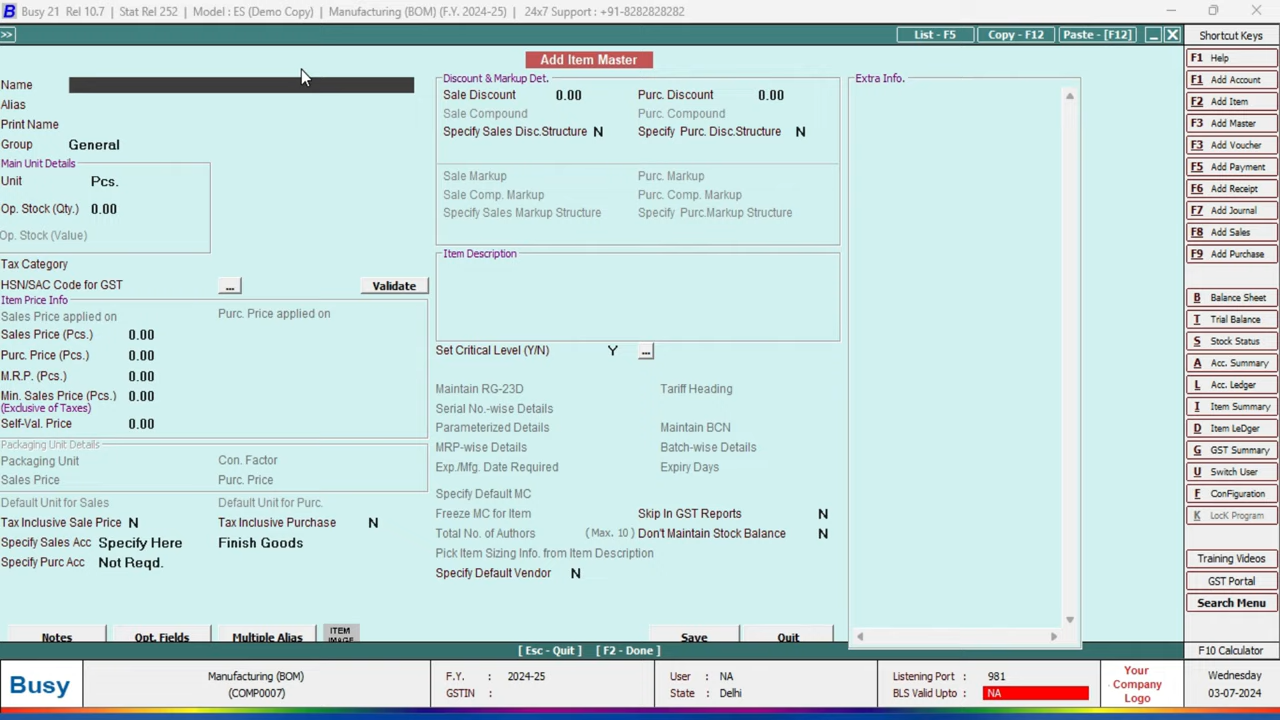 Busy 21 Rel 10.7 | Stat Rel 252 | Model : ES (Demo Copy) | Manufacturing (BOM) (F.Y. 2024-25) | 24x7 Support : +91-8282828282
>> List - F5 Copy - F12 Paste - [F12]
Add Item Master
Name
Alias
Print Name
Group General
Main Unit Details
Unit Pcs.
Op. Stock (Qty.) 0.00
Op. Stock (Value)
Tax Category
HSN/SAC Code for GST ... Validate
Item Price Info
Sales Price applied on Purc. Price applied on
Sales Price (Pcs.) 0.00
Purc. Price (Pcs.) 0.00
M.R.P. (Pcs.) 0.00
Min. Sales Price (Pcs.) 0.00
(Exclusive of Taxes)
Self-Val. Price 0.00
Packaging Unit Details
Packaging Unit Con. Factor
Sales Price Purc. Price
Default Unit for Sales Default Unit for Purc.
Tax Inclusive Sale Price N Tax Inclusive Purchase N
Specify Sales Acc Specify Here Finish Goods
Specify Purc Acc Not Reqd.
Notes Opt. Fields Multiple Alias ITEM IMAGE
Discount & Markup Det.
Sale Discount 0.00 Purc. Discount 0.00
Sale Compound Purc. Compound
Specify Sales Disc.Structure N Specify Purc. Disc.Structure N
Sale Markup Purc. Markup
Sale Comp. Markup Purc. Comp. Markup
Specify Sales Markup Structure Specify Purc.Markup Structure
Item Description
Set Critical Level (Y/N) Y ...
Maintain RG-23D Tariff Heading
Serial No.-wise Details
Parameterized Details Maintain BCN
MRP-wise Details Batch-wise Details
Exp./Mfg. Date Required Expiry Days
Specify Default MC
Freeze MC for Item Skip In GST Reports N
Total No. of Authors (Max. 10) Don't Maintain Stock Balance N
Pick Item Sizing Info. from Item Description
Specify Default Vendor N
Save Quit
Extra Info.
[ Esc - Quit ] [ F2 - Done ]
Shortcut Keys
F1 Help
F1 Add Account
F2 Add Item
F3 Add Master
F3 Add Voucher
F5 Add Payment
F6 Add Receipt
F7 Add Journal
F8 Add Sales
F9 Add Purchase
B Balance Sheet
T Trial Balance
S Stock Status
A Acc. Summary
L Acc. Ledger
I Item Summary
D Item LeDger
G GST Summary
U Switch User
F ConFiguration
K LocK Program
Training Videos
GST Portal
Search Menu
F10 Calculator
Busy
Manufacturing (BOM)
(COMP0007)
F.Y. : 2024-25
GSTIN :
User : NA
State : Delhi
Listening Port : 981
BLS Valid Upto : NA
Your
Company
Logo
Wednesday
03-07-2024